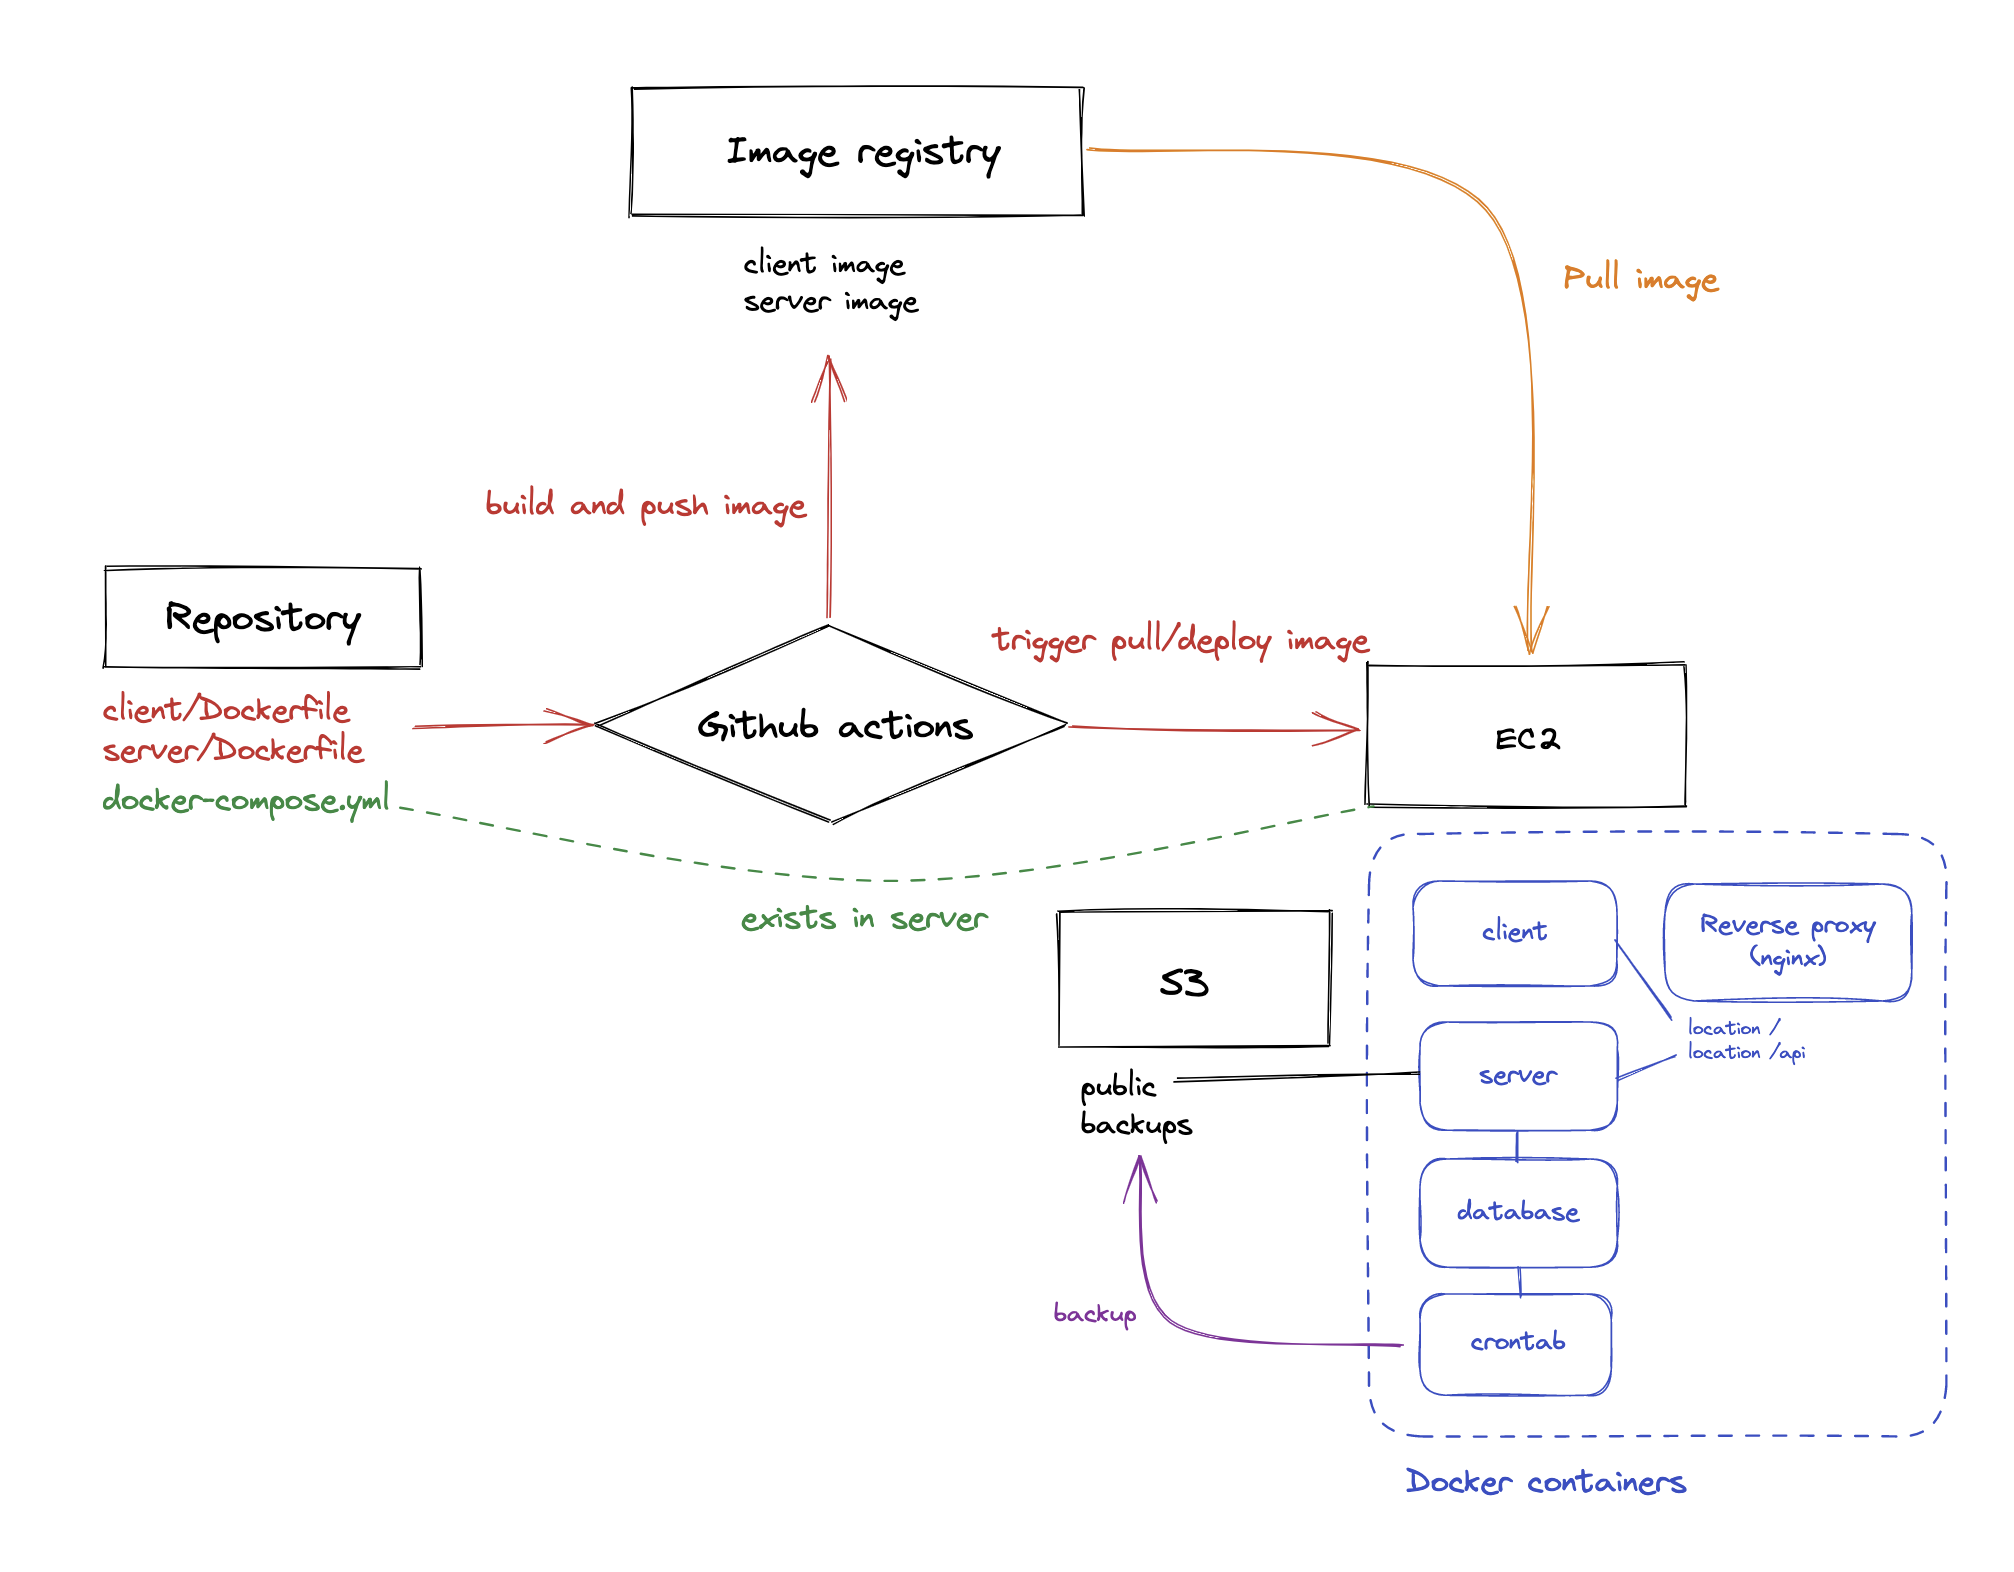 Image registry
client image
server image
Pull image
build and push image
Repository
client/Dockerfile
server/Dockerfile
docker-compose.yml
Github actions
trigger pull/deploy image
EC2
exists in server
S3
public
backups
backup
client
Reverse proxy
(nginx)
location /
location /api
server
database
crontab
Docker containers